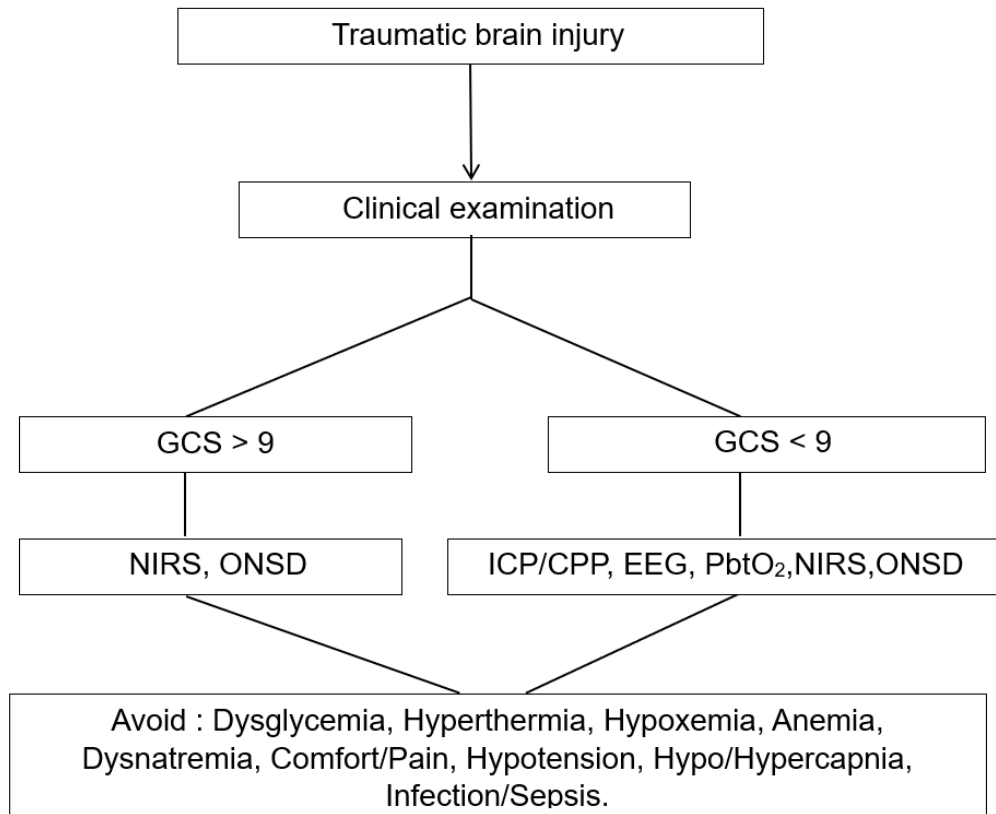 Traumatic brain injury
Clinical examination
GCS > 9
GCS < 9
NIRS, ONSD
ICP/CPP, EEG, PbtO₂,NIRS,ONSD
Avoid : Dysglycemia, Hyperthermia, Hypoxemia, Anemia,
Dysnatremia, Comfort/Pain, Hypotension, Hypo/Hypercapnia,
Infection/Sepsis.